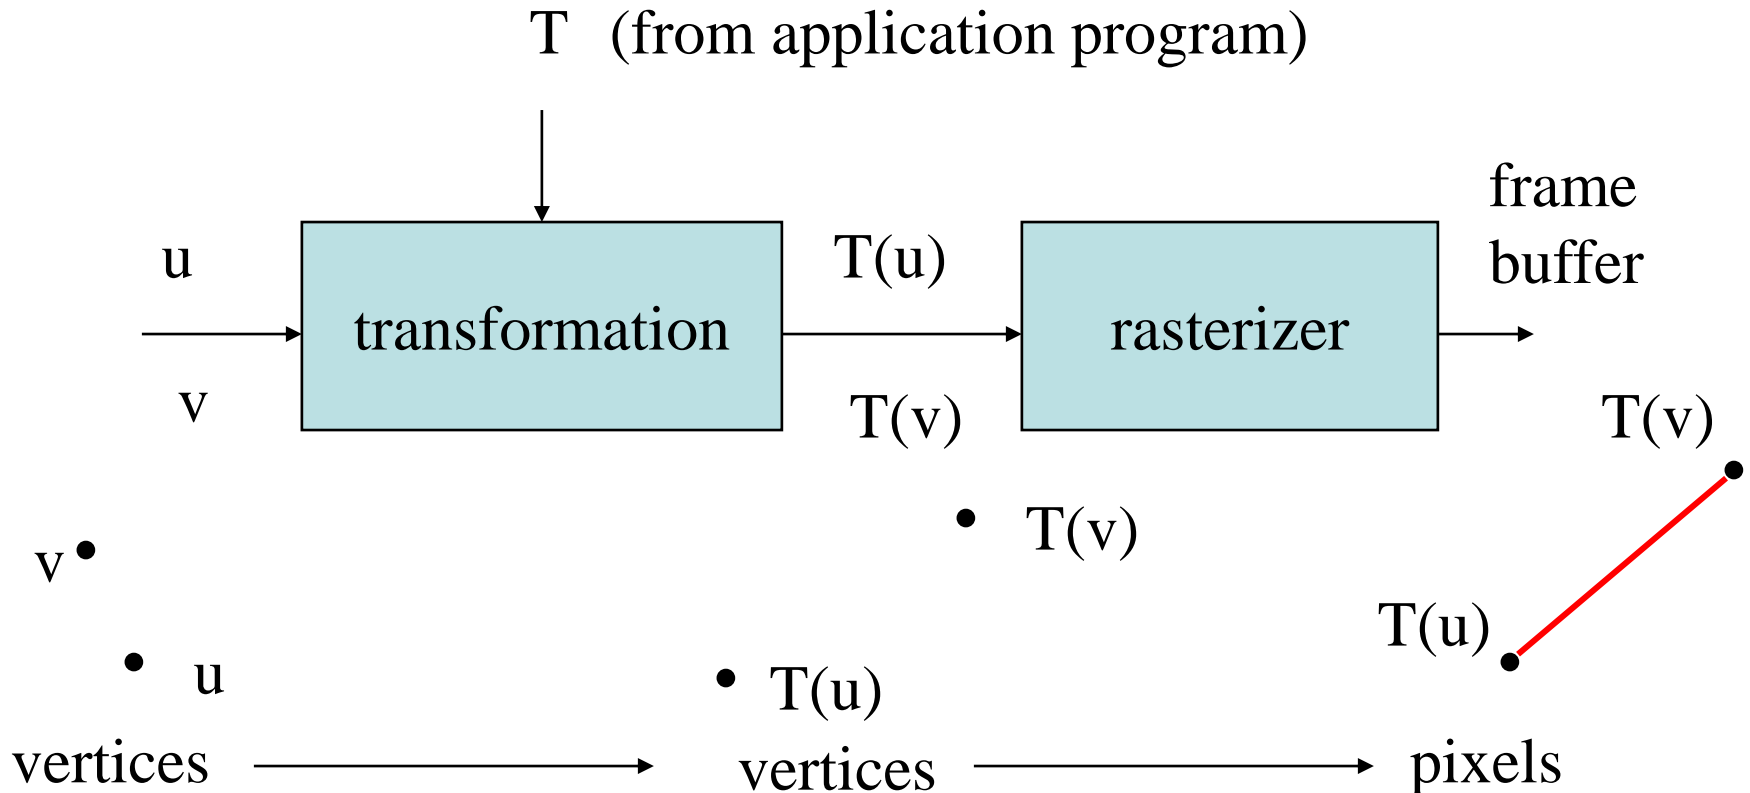 T (from application program)
frame
buffer
u
T(u)
transformation
rasterizer
v
T(v)
T(v)
T(v)
v
T(u)
u
T(u)
vertices
vertices
pixels